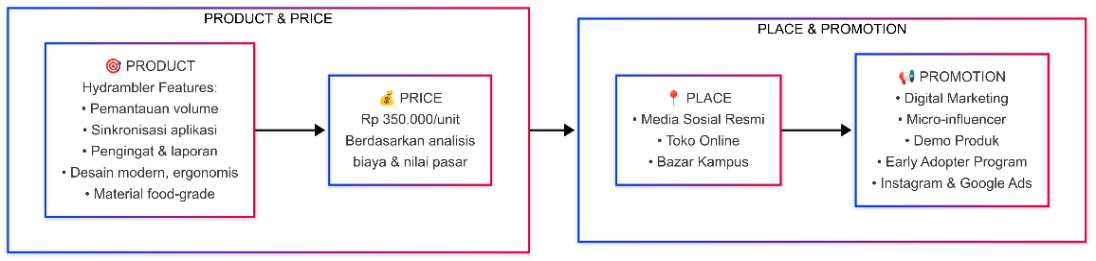 PRODUCT & PRICE
🎯 PRODUCT
Hydrambler Features:
• Pemantauan volume
• Sinkronisasi aplikasi
• Pengingat & laporan
• Desain modern, ergonomis
• Material food-grade
💰 PRICE
Rp 350.000/unit
Berdasarkan analisis
biaya & nilai pasar
PLACE & PROMOTION
📍 PLACE
• Media Sosial Resmi
• Toko Online
• Bazar Kampus
📢 PROMOTION
• Digital Marketing
• Micro-influencer
• Demo Produk
• Early Adopter Program
• Instagram & Google Ads